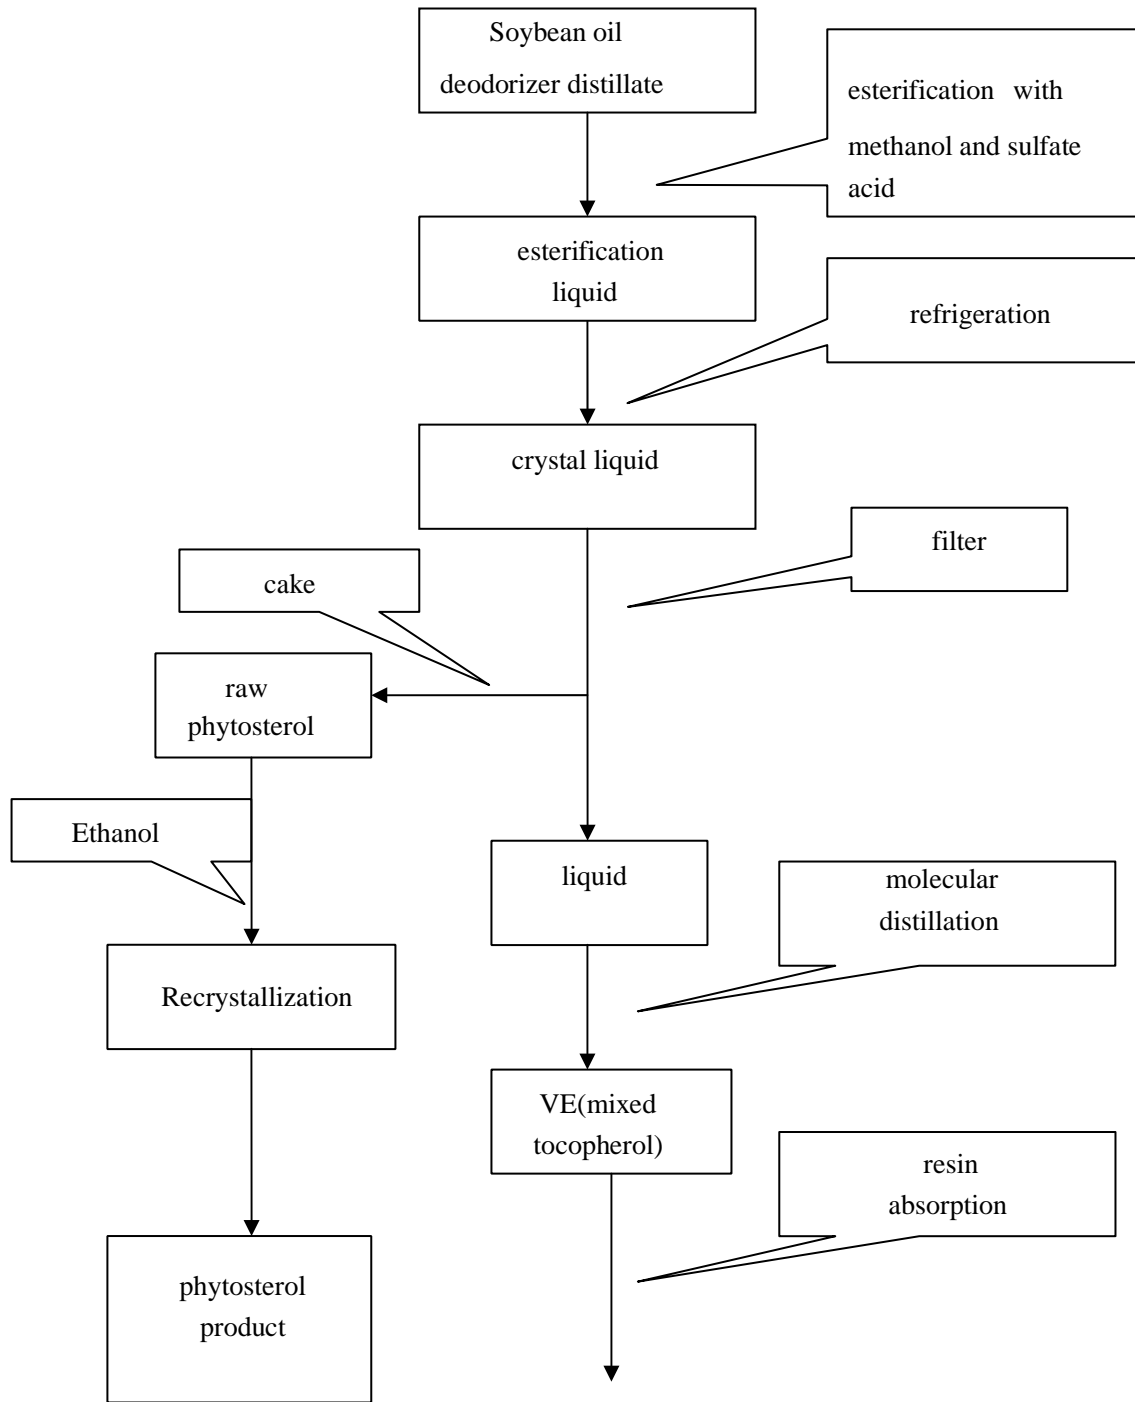 Soybean oil
deodorizer distillate
esterification with
methanol and sulfate
acid
esterification
liquid
refrigeration
crystal liquid
filter
cake
raw
phytosterol
Ethanol
liquid
molecular
distillation
Recrystallization
VE(mixed
tocopherol)
resin
absorption
phytosterol
product